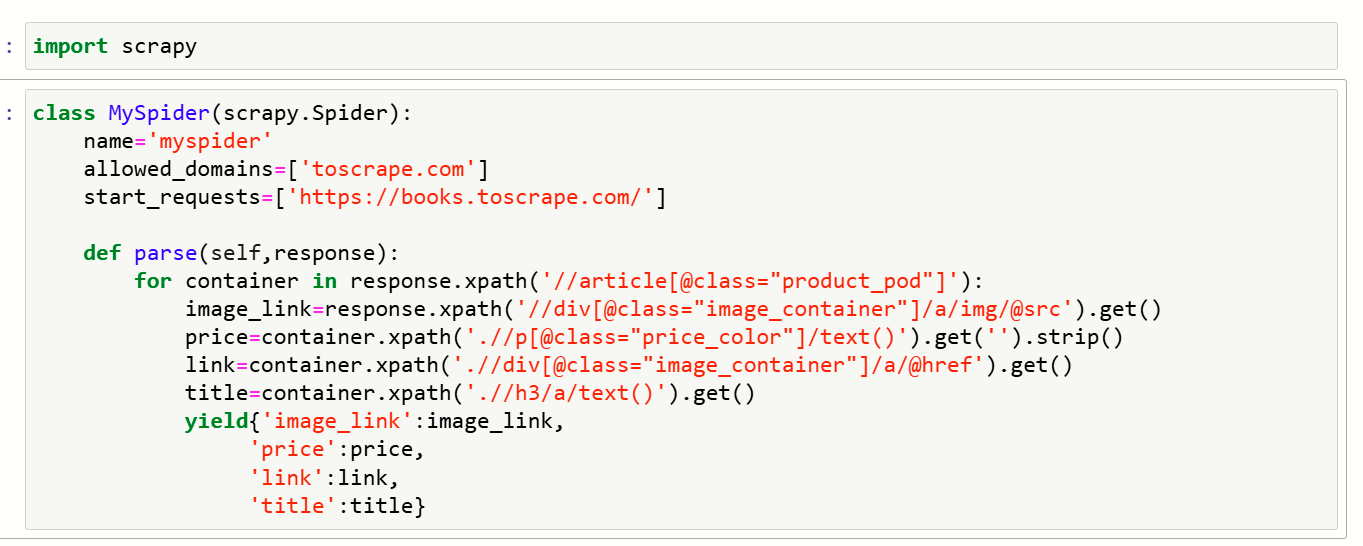 : import scrapy
: class MySpider(scrapy.Spider):
    name='myspider'
    allowed_domains=['toscrape.com']
    start_requests=['https://books.toscrape.com/']

    def parse(self,response):
        for container in response.xpath('//article[@class="product_pod"]'):
            image_link=response.xpath('//div[@class="image_container"]/a/img/@src').get()
            price=container.xpath('.//p[@class="price_color"]/text()').get('').strip()
            link=container.xpath('.//div[@class="image_container"]/a/@href').get()
            title=container.xpath('.//h3/a/text()').get()
            yield{'image_link':image_link,
                 'price':price,
                 'link':link,
                 'title':title}